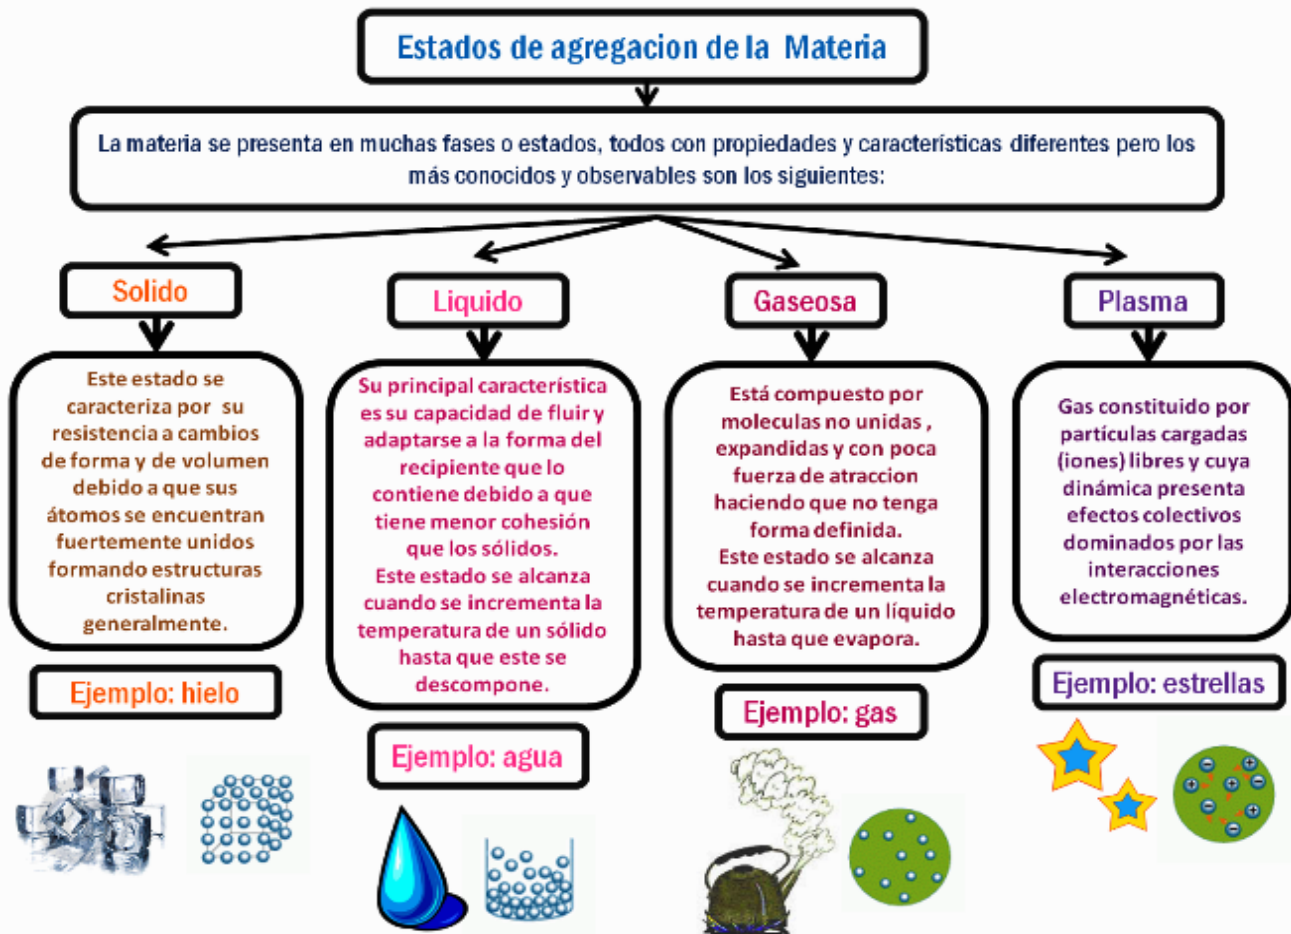 Estados de agregacion de la Materia
La materia se presenta en muchas fases o estados, todos con propiedades y características diferentes pero los
más conocidos y observables son los siguientes:
Solido
Este estado se
caracteriza por su
resistencia a cambios
de forma y de volumen
debido a que sus
átomos se encuentran
fuertemente unidos
formando estructuras
cristalinas
generalmente.
Ejemplo: hielo
Liquido
Su principal característica
es su capacidad de fluir y
adaptarse a la forma del
recipiente que lo
contiene debido a que
tiene menor cohesión
que los sólidos.
Este estado se alcanza
cuando se incrementa la
temperatura de un sólido
hasta que este se
descompone.
Ejemplo: agua
Gaseosa
Está compuesto por
moleculas no unidas ,
expandidas y con poca
fuerza de atraccion
haciendo que no tenga
forma definida.
Este estado se alcanza
cuando se incrementa la
temperatura de un líquido
hasta que evapora.
Ejemplo: gas
Plasma
Gas constituido por
partículas cargadas
(iones) libres y cuya
dinámica presenta
efectos colectivos
dominados por las
interacciones
electromagnéticas.
Ejemplo: estrellas